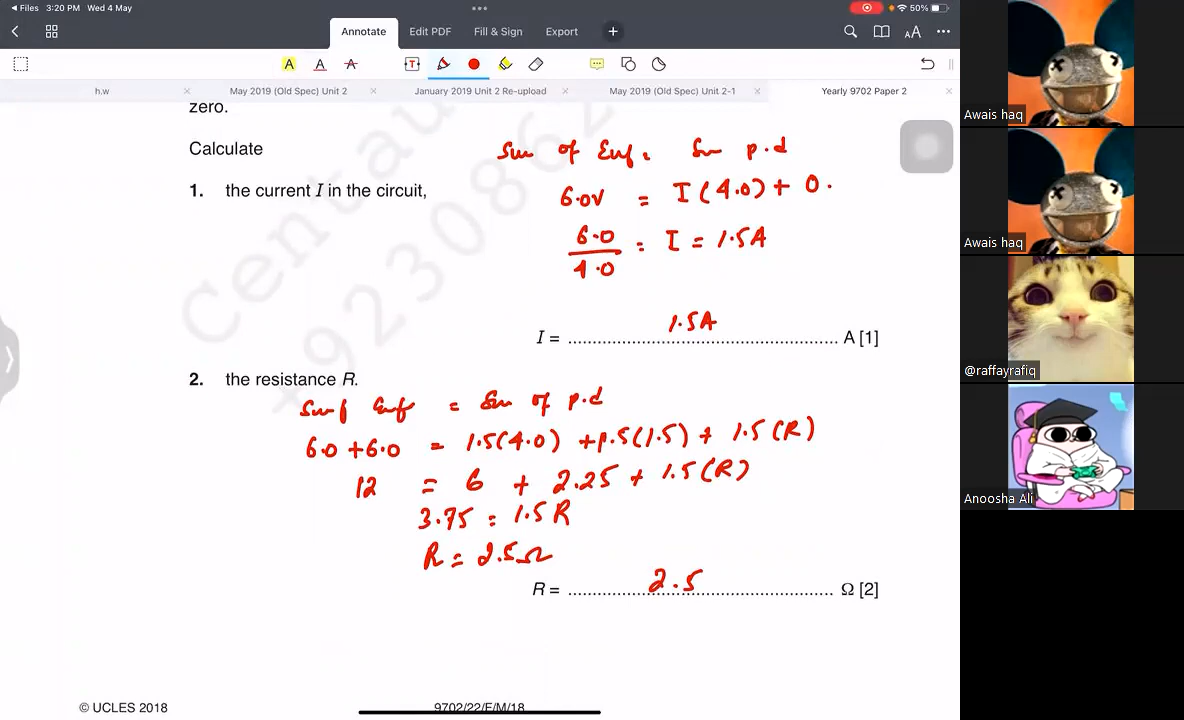 Files 3:20 PM Wed 4 May 50%
Annotate Edit PDF Fill & Sign Export + AA
A A A T
h.w May 2019 (Old Spec) Unit 2 January 2019 Unit 2 Re-upload May 2019 (Old Spec) Unit 2-1 Yearly 9702 Paper 2
zero.
Calculate
Sum of Emf = Sum p.d
1. the current I in the circuit,
6.0V = I(4.0) + 0.
6.0/4.0 = I = 1.5A
1.5A
I = ................................................ A [1]
2. the resistance R.
Sum of Emf = Sum of p.d
6.0 + 6.0 = 1.5(4.0) + 1.5(1.5) + 1.5(R)
12 = 6 + 2.25 + 1.5(R)
3.75 = 1.5R
R = 2.5Ω
2.5
R = ................................................ Ω [2]
© UCLES 2018 9702/22/F/M/18
Centau
+9230862
Awais haq
Awais haq
@raffayrafiq
Anoosha Ali